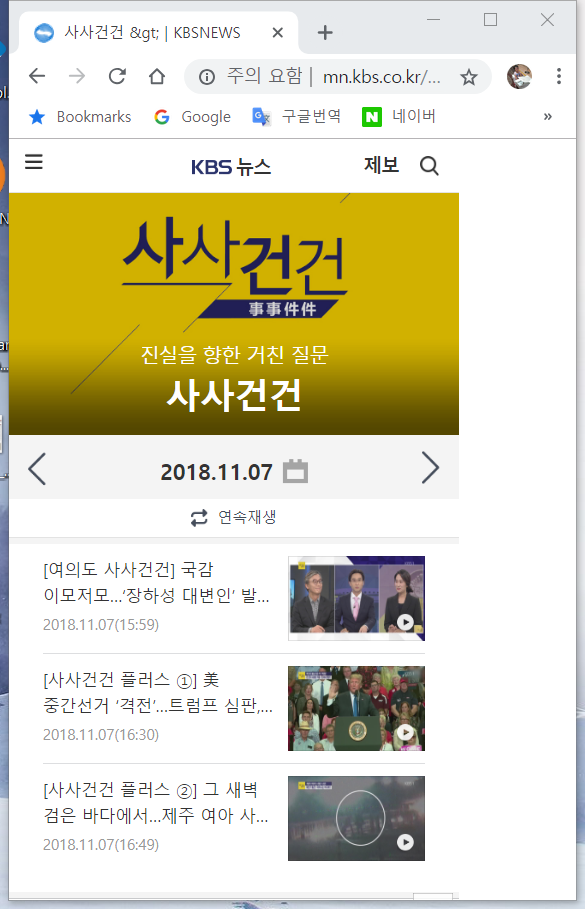 사사건건 &gt; | KBSNEWS
주의 요함 | mn.kbs.co.kr/...
Bookmarks Google 구글번역 네이버 »
KBS 뉴스 제보
사사건건
事事件件
진실을 향한 거친 질문
사사건건
2018.11.07
연속재생
[여의도 사사건건] 국감
이모저모…‘장하성 대변인’ 발...
2018.11.07(15:59)
[사사건건 플러스 ①] 美
중간선거 ‘격전’…트럼프 심판,...
2018.11.07(16:30)
[사사건건 플러스 ②] 그 새벽
검은 바다에서…제주 여아 사...
2018.11.07(16:49)